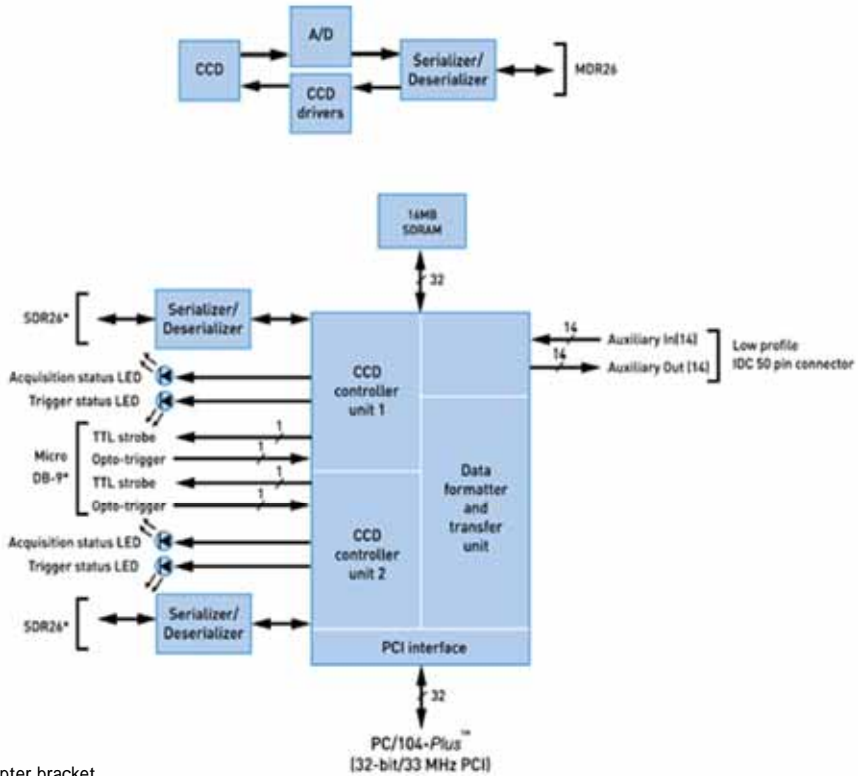 CCD
A/D
CCD
drivers
Serializer/
Deserializer
MDR26
16MB
SDRAM
32
SDR26*
Serializer/
Deserializer
Acquisition status LED
Trigger status LED
Micro
DB-9*
TTL strobe
1
Opto-trigger
1
TTL strobe
1
Opto-trigger
1
Acquisition status LED
Trigger status LED
SDR26*
Serializer/
Deserializer
CCD
controller
unit 1
CCD
controller
unit 2
Data
formatter
and
transfer
unit
PCI interface
14
Auxiliary In(14)
14
Auxiliary Out (14)
Low profile
IDC 50 pin connector
32
PC/104-Plus™
(32-bit/33 MHz PCI)
bracket